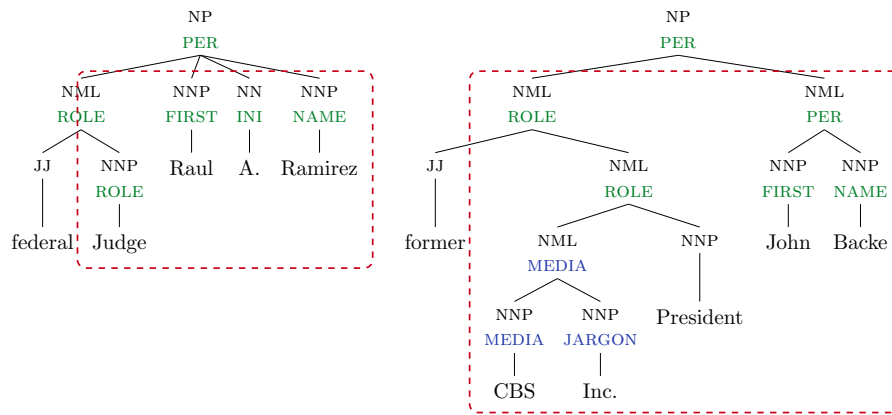 NP NP
PER PER
NML NNP NN NNP NML NML
ROLE FIRST INI NAME ROLE PER
JJ NNP Raul A. Ramirez JJ NML NNP NNP
ROLE ROLE FIRST NAME
federal Judge former NML NNP John Backe
MEDIA
NNP NNP President
MEDIA JARGON
CBS Inc.